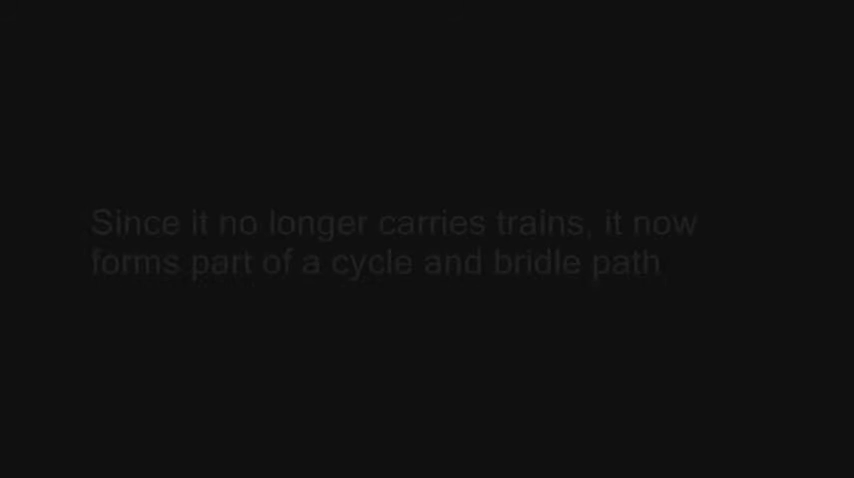 Since it no longer carries trains, it now
forms part of a cycle and bridle path